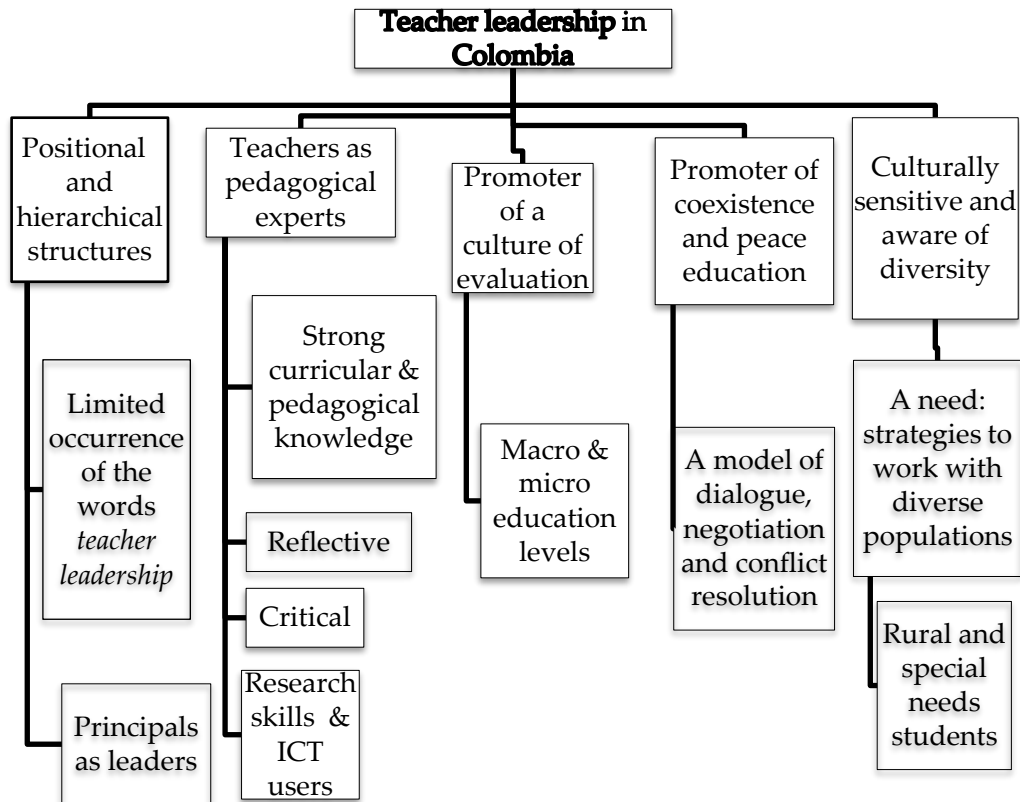 Teacher leadership in
Colombia
Positional
and
hierarchical
structures
Limited
occurrence
of the
words
teacher
leadership
Principals
as leaders
Teachers as
pedagogical
experts
Strong
curricular &
pedagogical
knowledge
Reflective
Critical
Research
skills &
ICT
users
Promoter
of a
culture of
evaluation
Macro &
micro
education
levels
Promoter of
coexistence
and peace
education
A model of
dialogue,
negotiation
and conflict
resolution
Culturally
sensitive and
aware of
diversity
A need:
strategies to
work with
diverse
populations
Rural and
special
needs
students